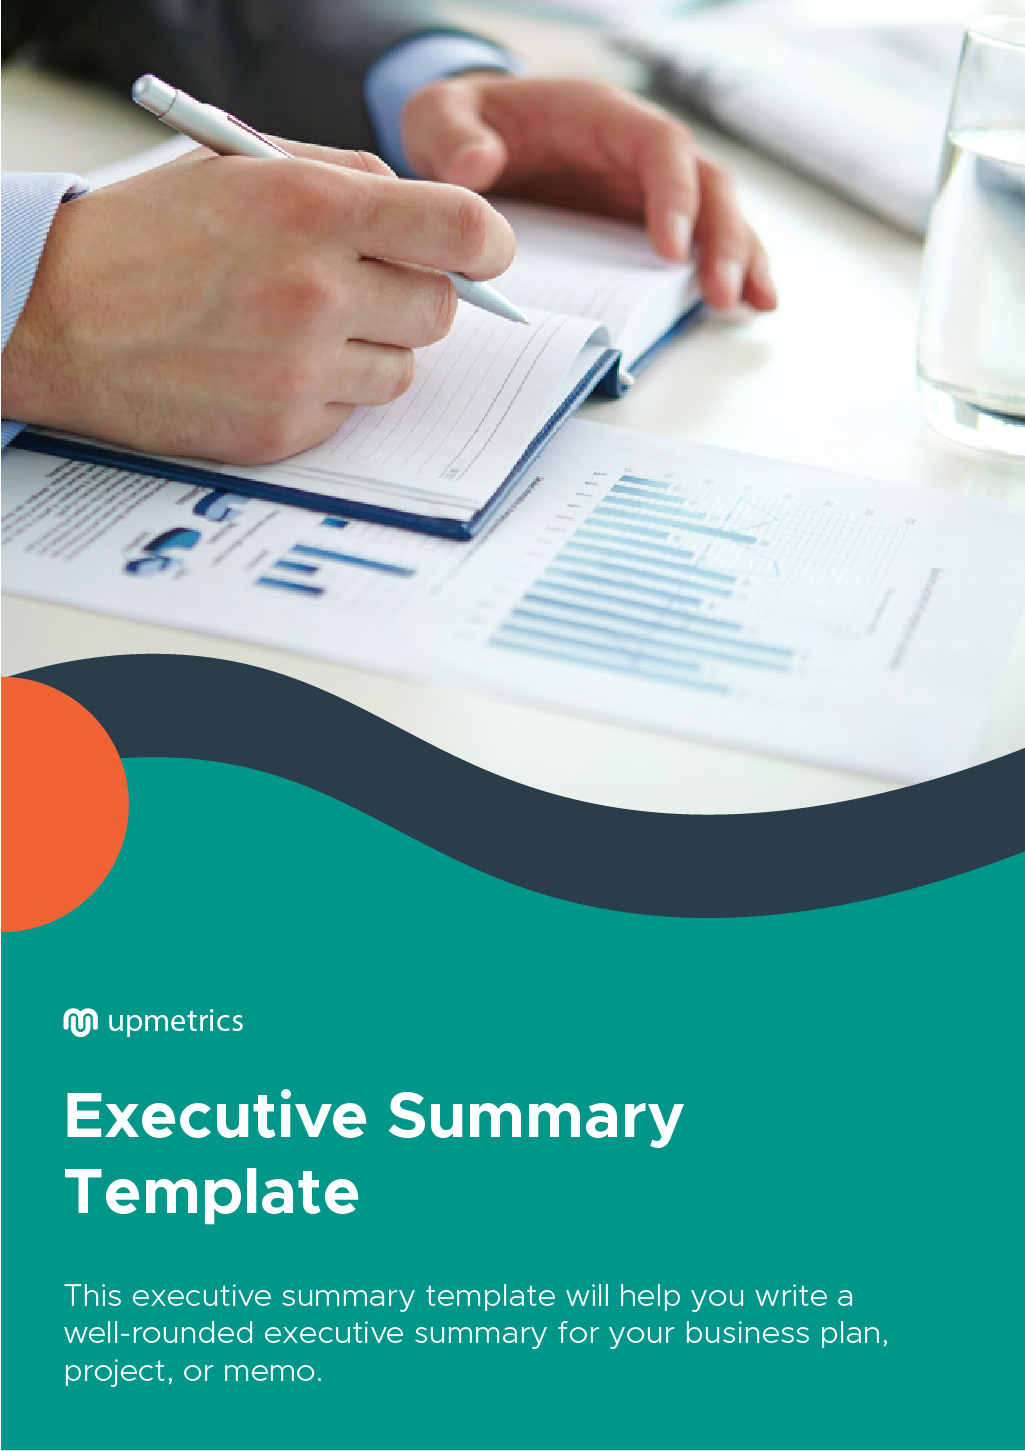 upmetrics
Executive Summary
Template
This executive summary template will help you write a
well-rounded executive summary for your business plan,
project, or memo.